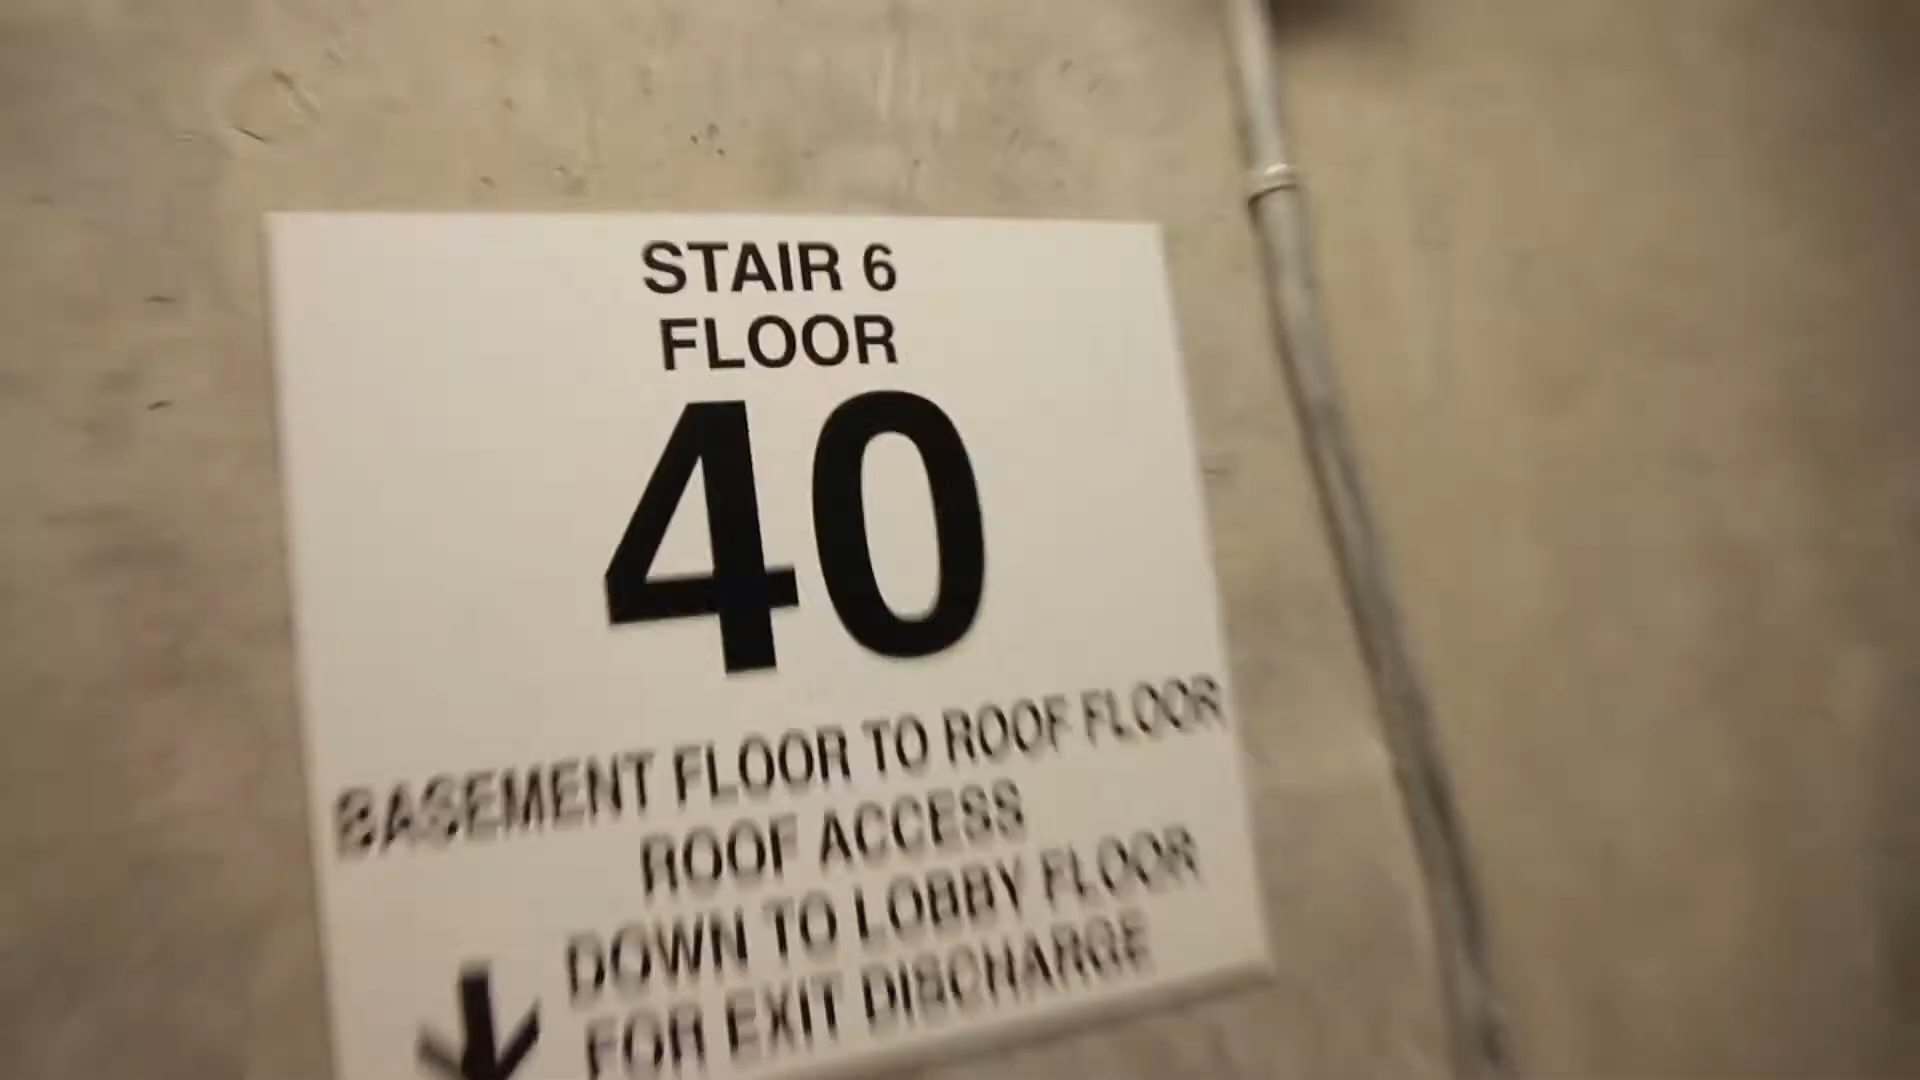 STAIR 6
FLOOR
40
BASEMENT FLOOR TO ROOF FLOOR
ROOF ACCESS
DOWN TO LOBBY FLOOR
FOR EXIT DISCHARGE